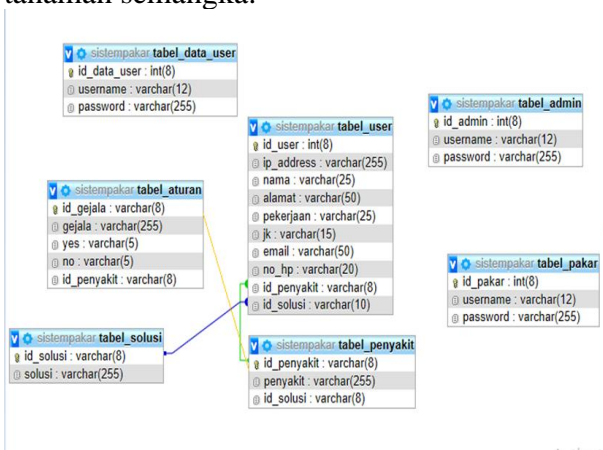 tanaman semangka.
sistempakar tabel_data_user
id_data_user : int(8)
username : varchar(12)
password : varchar(255)
sistempakar tabel_user
id_user : int(8)
ip_address : varchar(255)
nama : varchar(25)
alamat : varchar(50)
pekerjaan : varchar(25)
jk : varchar(15)
email : varchar(50)
no_hp : varchar(20)
id_penyakit : varchar(8)
id_solusi : varchar(10)
sistempakar tabel_admin
id_admin : int(8)
username : varchar(12)
password : varchar(255)
sistempakar tabel_aturan
id_gejala : varchar(8)
gejala : varchar(255)
yes : varchar(5)
no : varchar(5)
id_penyakit : varchar(8)
sistempakar tabel_pakar
id_pakar : int(8)
username : varchar(12)
password : varchar(255)
sistempakar tabel_solusi
id_solusi : varchar(8)
solusi : varchar(255)
sistempakar tabel_penyakit
id_penyakit : varchar(8)
penyakit : varchar(255)
id_solusi : varchar(8)